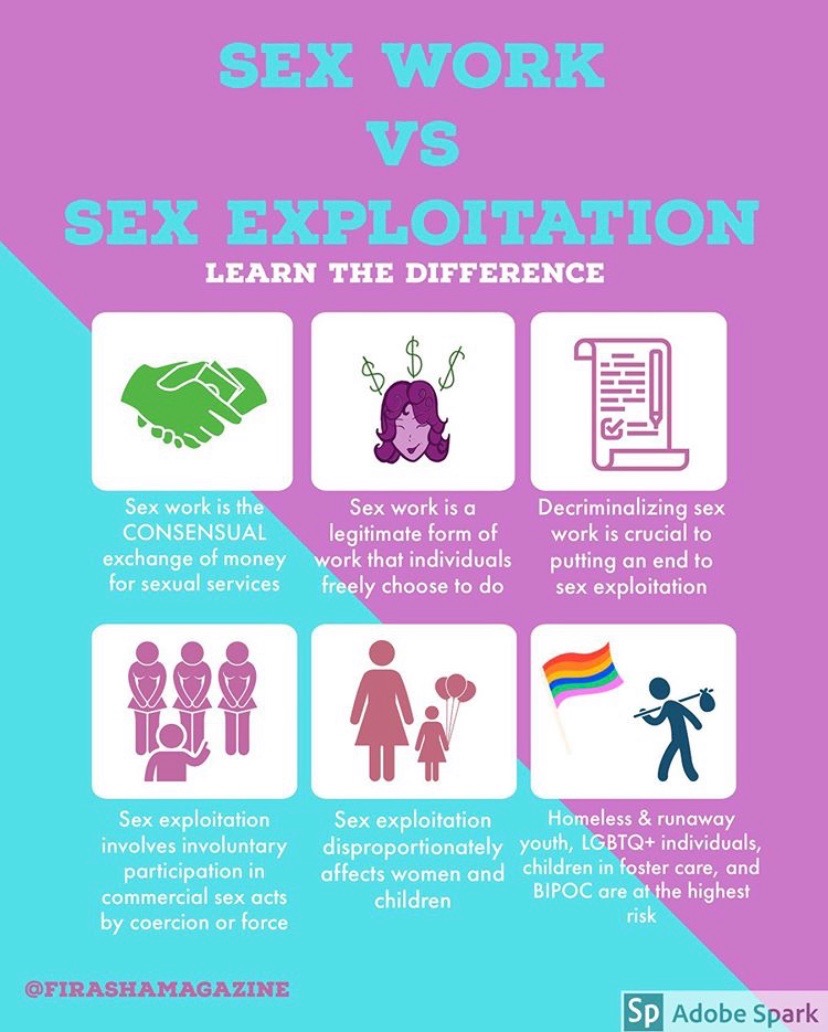 SEX WORK
VS
SEX EXPLOITATION
LEARN THE DIFFERENCE
Sex work is the
CONSENSUAL
exchange of money
for sexual services
Sex work is a
legitimate form of
work that individuals
freely choose to do
Decriminalizing sex
work is crucial to
putting an end to
sex exploitation
Sex exploitation
involves involuntary
participation in
commercial sex acts
by coercion or force
Sex exploitation
disproportionately
affects women and
children
Homeless & runaway
youth, LGBTQ+ individuals,
children in foster care, and
BIPOC are at the highest
risk
@FIRASHAMAGAZINE
Sp Adobe Spark